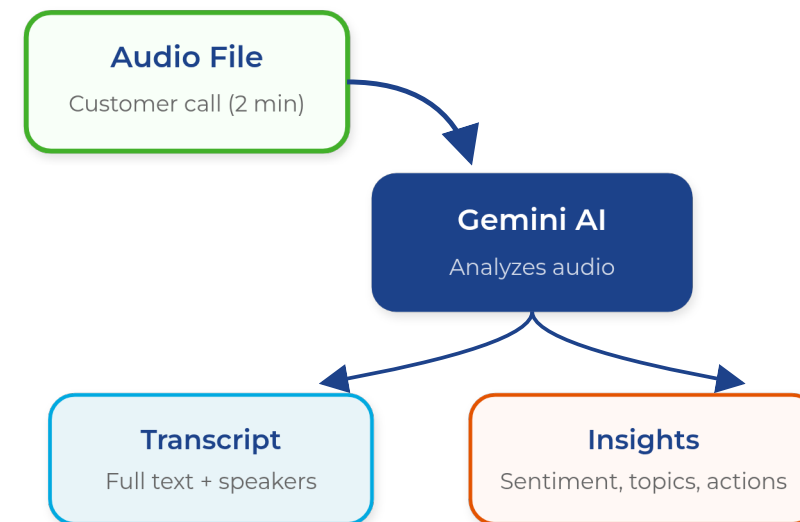 Audio File
Customer call (2 min)
Gemini AI
Analyzes audio
Transcript
Full text + speakers
Insights
Sentiment, topics, actions